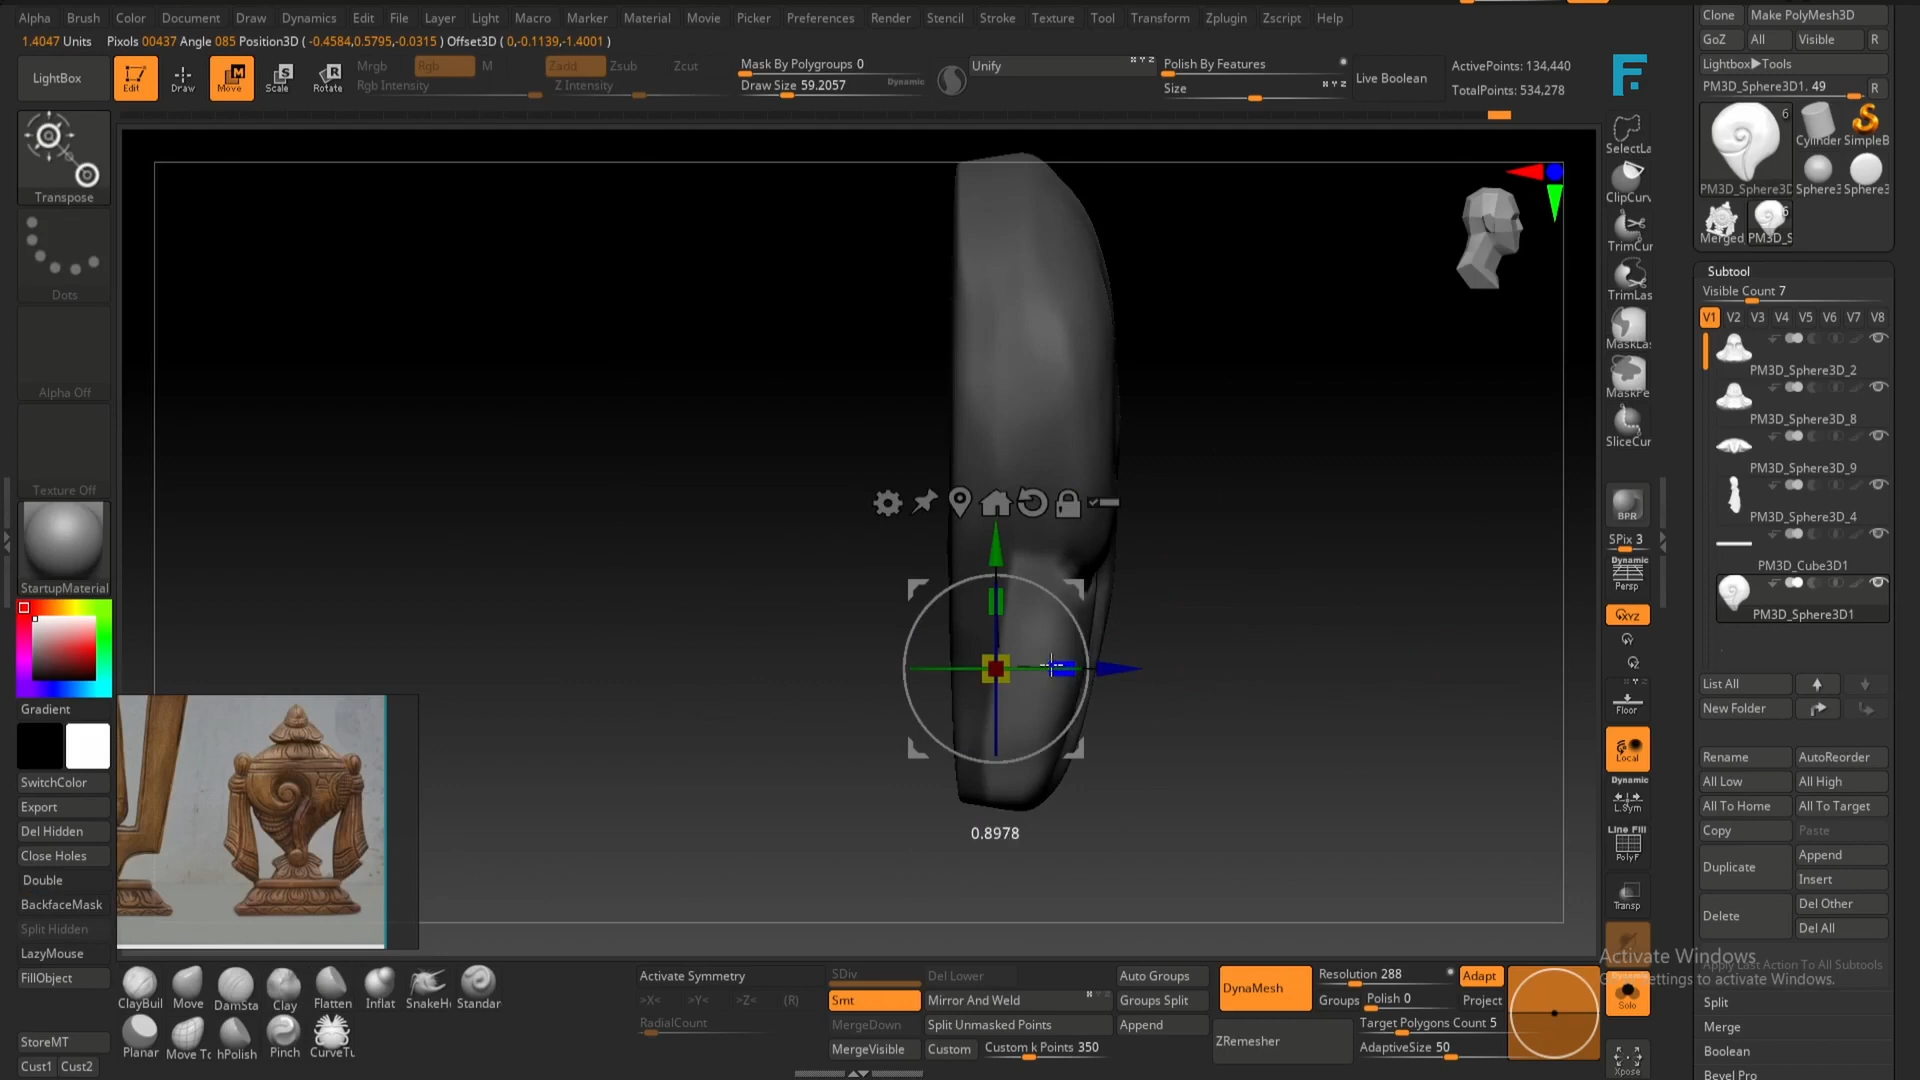 Alpha Brush Color Document Draw Dynamics Edit File Layer Light Macro Marker Material Movie Picker Preferences Render Stencil Stroke Texture Tool Transform Zplugin Zscript Help
1.4047 Units Pixols 00437 Angle 085 Position3D ( -0.4584,0.5795,-0.0315 ) Offset3D ( 0,-0.1139,-1.4001 )
LightBox
Edit
Draw
Move
Scale
Rotate
Mrgb Rgb M
Rgb Intensity
Zadd Zsub Zcut
Z Intensity
Mask By Polygroups 0
Draw Size 59.2057
Dynamic
Unify
Polish By Features
Size
Live Boolean
ActivePoints: 134,440
TotalPoints: 534,278
Transpose
Dots
Alpha Off
Texture Off
StartupMaterial
Gradient
SwitchColor
Export
Del Hidden
Close Holes
Double
BackfaceMask
Split Hidden
LazyMouse
FillObject
StoreMT
Cust1 Cust2
0.8978
ClayBuil Move DamSta Clay Flatten Inflat SnakeH Standar
Planar Move Tc hPolish Pinch CurveTu
Activate Symmetry
>X< >Y< >Z< (R)
RadialCount
SDiv
Smt
MergeDown
MergeVisible
Del Lower
Mirror And Weld
Split Unmasked Points
Custom
Custom k Points 350
Auto Groups
Groups Split
Append
DynaMesh
Resolution 288
Groups Polish 0
Adapt
Project
ZRemesher
Target Polygons Count 5
AdaptiveSize 50
SelectLa
ClipCurv
TrimCur
TrimLas
MaskLas
MaskPe
SliceCur
BPR
SPix 3
Dynamic
Persp
XYZ
Floor
Local
Dynamic
L.Sym
Line Fill
PolyF
Transp
Dynamic
Solo
Xpose
Clone Make PolyMesh3D
GoZ All Visible R
Lightbox▶Tools
PM3D_Sphere3D1. 49 R
6
PM3D_Sphere3D
Cylinder SimpleB
Sphere3 Sphere3
6
Merged PM3D_S
Subtool
Visible Count 7
V1 V2 V3 V4 V5 V6 V7 V8
PM3D_Sphere3D_2
PM3D_Sphere3D_8
PM3D_Sphere3D_9
PM3D_Sphere3D_4
PM3D_Cube3D1
PM3D_Sphere3D1
List All
New Folder
Rename AutoReorder
All Low All High
All To Home All To Target
Copy Paste
Duplicate
Append
Insert
Delete
Del Other
Del All
Activate Windows
Apply Last Action To All Subtools
settings to activate Windows.
Split
Merge
Boolean
Bevel Pro